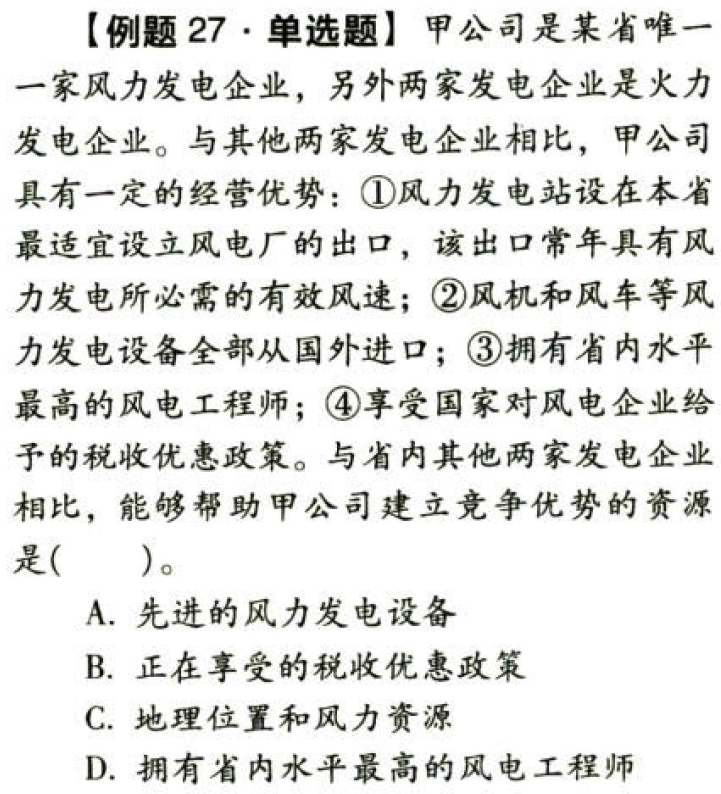 【例题 27·单选题】甲公司是某省唯一
一家风力发电企业，另外两家发电企业是火力
发电企业。与其他两家发电企业相比，甲公司
具有一定的经营优势：①风力发电站设在本省
最适宜设立风电厂的出口，该出口常年具有风
力发电所必需的有效风速；②风机和风车等风
力发电设备全部从国外进口；③拥有省内水平
最高的风电工程师；④享受国家对风电企业给
予的税收优惠政策。与省内其他两家发电企业
相比，能够帮助甲公司建立竞争优势的资源
是(　　)。
A. 先进的风力发电设备
B. 正在享受的税收优惠政策
C. 地理位置和风力资源
D. 拥有省内水平最高的风电工程师